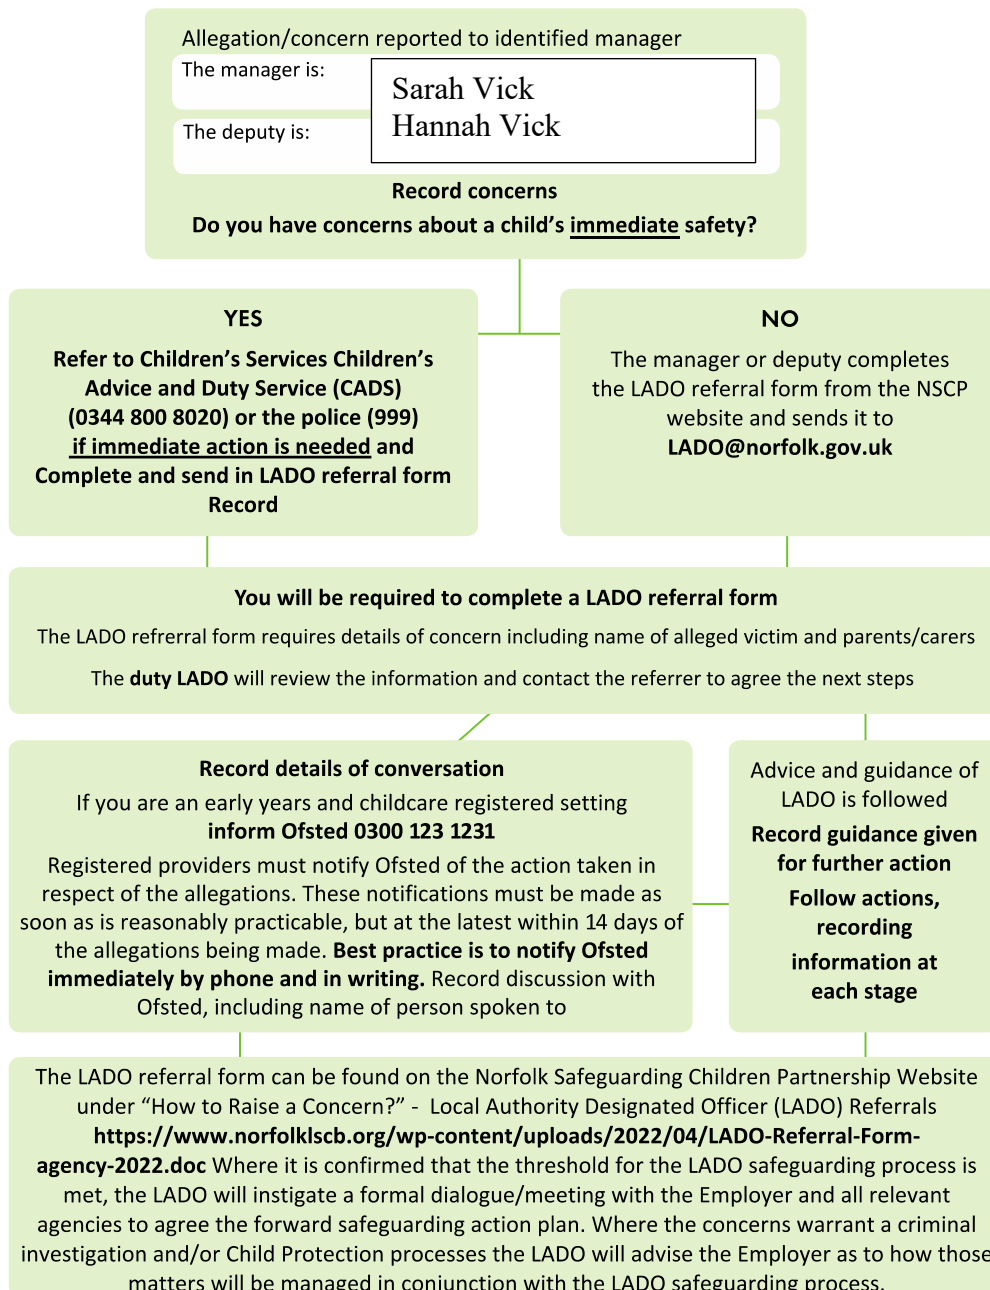 Allegation/concern reported to identified manager
The manager is:
Sarah Vick
Hannah Vick
The deputy is:
Record concerns
Do you have concerns about a child’s immediate safety?
YES
Refer to Children’s Services Children’s
Advice and Duty Service (CADS)
(0344 800 8020) or the police (999)
if immediate action is needed and
Complete and send in LADO referral form
Record
NO
The manager or deputy completes
the LADO referral form from the NSCP
website and sends it to
LADO@norfolk.gov.uk
You will be required to complete a LADO referral form
The LADO refrerral form requires details of concern including name of alleged victim and parents/carers
The duty LADO will review the information and contact the referrer to agree the next steps
Record details of conversation
If you are an early years and childcare registered setting
inform Ofsted 0300 123 1231
Registered providers must notify Ofsted of the action taken in
respect of the allegations. These notifications must be made as
soon as is reasonably practicable, but at the latest within 14 days of
the allegations being made. Best practice is to notify Ofsted
immediately by phone and in writing. Record discussion with
Ofsted, including name of person spoken to
Advice and guidance of
LADO is followed
Record guidance given
for further action
Follow actions,
recording
information at
each stage
The LADO referral form can be found on the Norfolk Safeguarding Children Partnership Website
under “How to Raise a Concern?” - Local Authority Designated Officer (LADO) Referrals
https://www.norfolklscb.org/wp-content/uploads/2022/04/LADO-Referral-Form-
agency-2022.doc Where it is confirmed that the threshold for the LADO safeguarding process is
met, the LADO will instigate a formal dialogue/meeting with the Employer and all relevant
agencies to agree the forward safeguarding action plan. Where the concerns warrant a criminal
investigation and/or Child Protection processes the LADO will advise the Employer as to how those
matters will be managed in conjunction with the LADO safeguarding process.